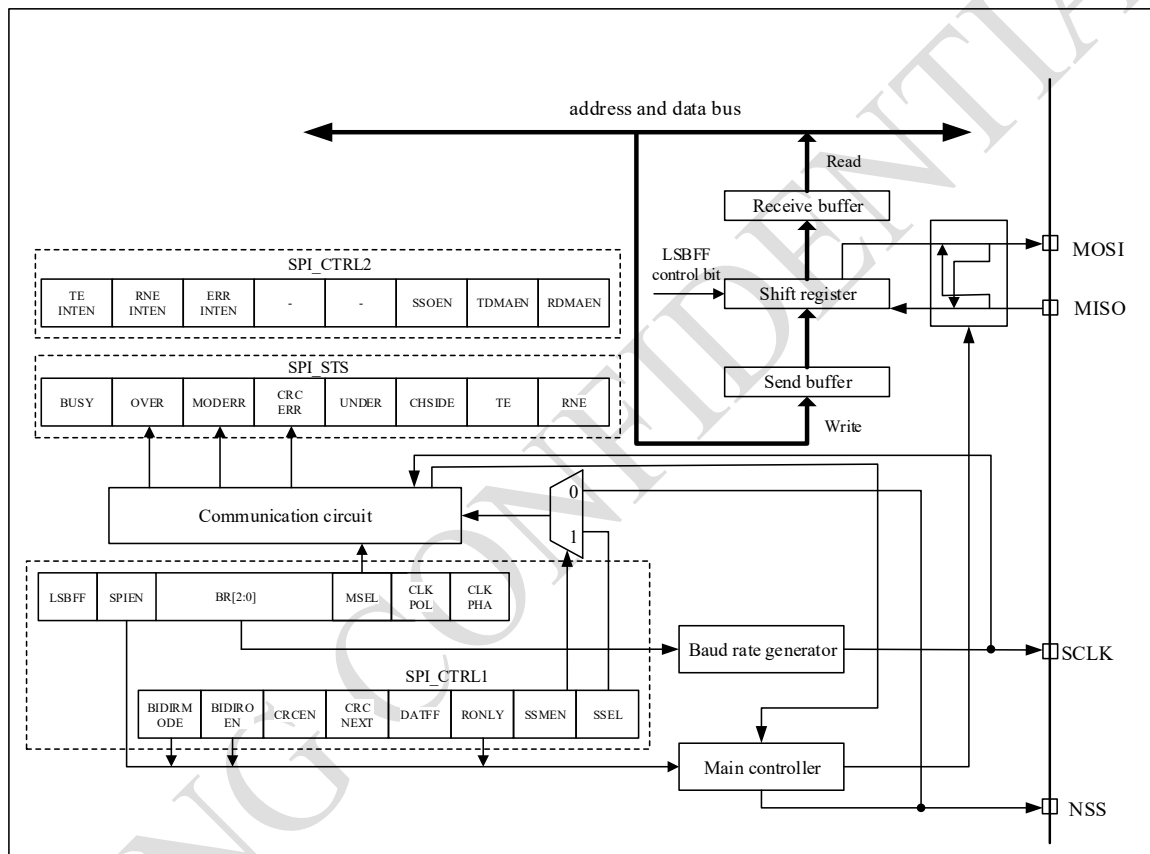 address and data bus
Read
Receive buffer
LSBFF
control bit
Shift register
MOSI
MISO
Send buffer
Write
SPI_CTRL2
TE
INTEN
RNE
INTEN
ERR
INTEN
-
-
SSOEN
TDMAEN
RDMAEN
SPI_STS
BUSY
OVER
MODERR
CRC
ERR
UNDER
CHSIDE
TE
RNE
Communication circuit
0
1
LSBFF
SPIEN
BR[2:0]
MSEL
CLK
POL
CLK
PHA
Baud rate generator
SCLK
SPI_CTRL1
BIDIRM
ODE
BIDIRO
EN
CRCEN
CRC
NEXT
DATFF
RONLY
SSMEN
SSEL
Main controller
NSS
NG CONFIDENTIA